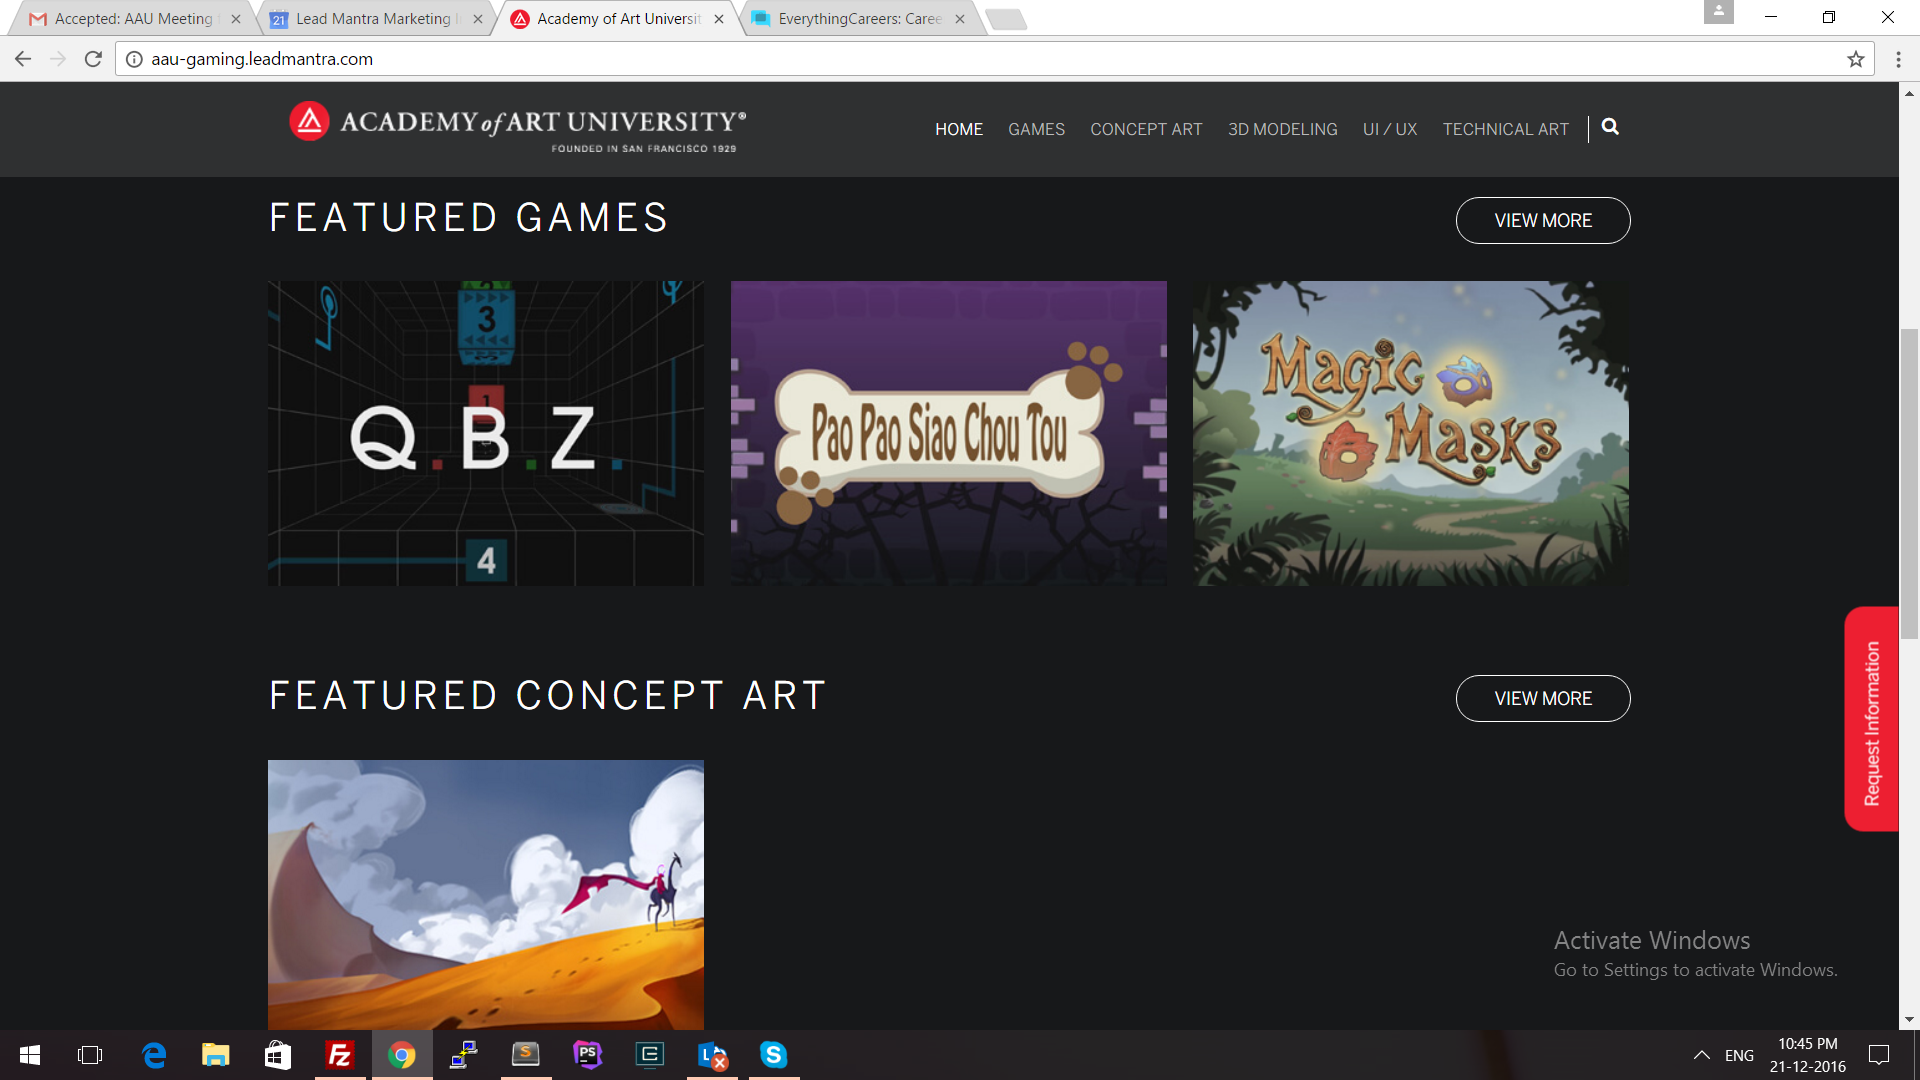 Accepted: AAU Meeting
21 Lead Mantra Marketing
Academy of Art Universit
EverythingCareers: Caree
aau-gaming.leadmantra.com
ACADEMY of ART UNIVERSITY®
FOUNDED IN SAN FRANCISCO 1929
HOME GAMES CONCEPT ART 3D MODELING UI / UX TECHNICAL ART
FEATURED GAMES
VIEW MORE
3
1
Q.B.Z.
4
Pao Pao Siao Chou Tou
Magic
Masks
Request Information
FEATURED CONCEPT ART
VIEW MORE
Activate Windows
Go to Settings to activate Windows.
Fz
S
PS
L
S
ENG
10:45 PM
21-12-2016